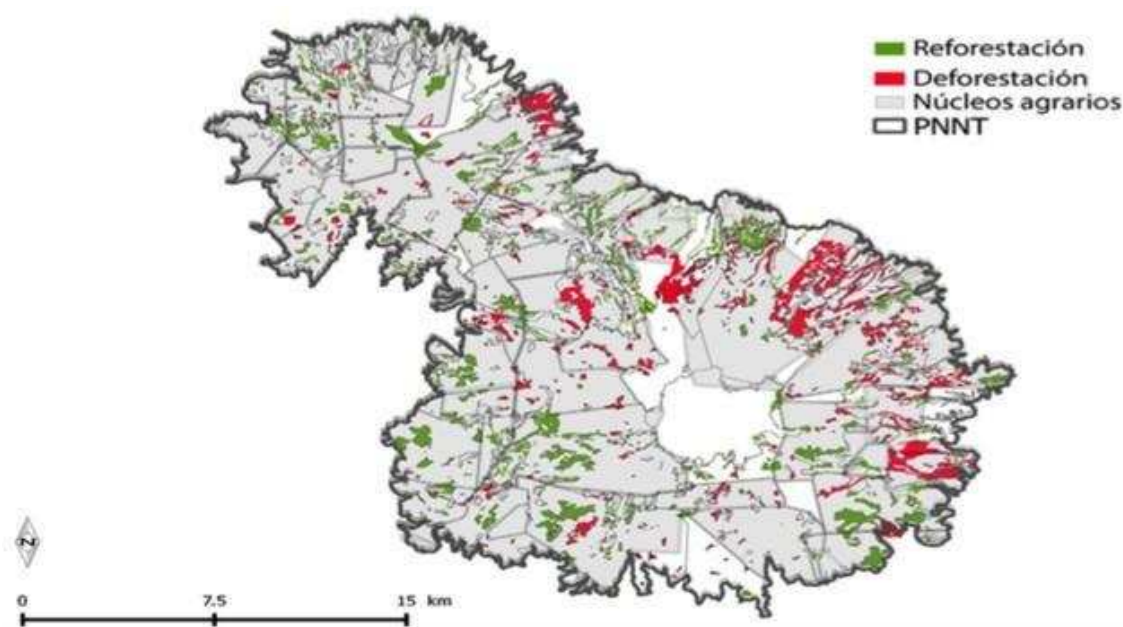 Reforestación
Deforestación
Núcleos agrarios
PNNT
N
0 7.5 15 km